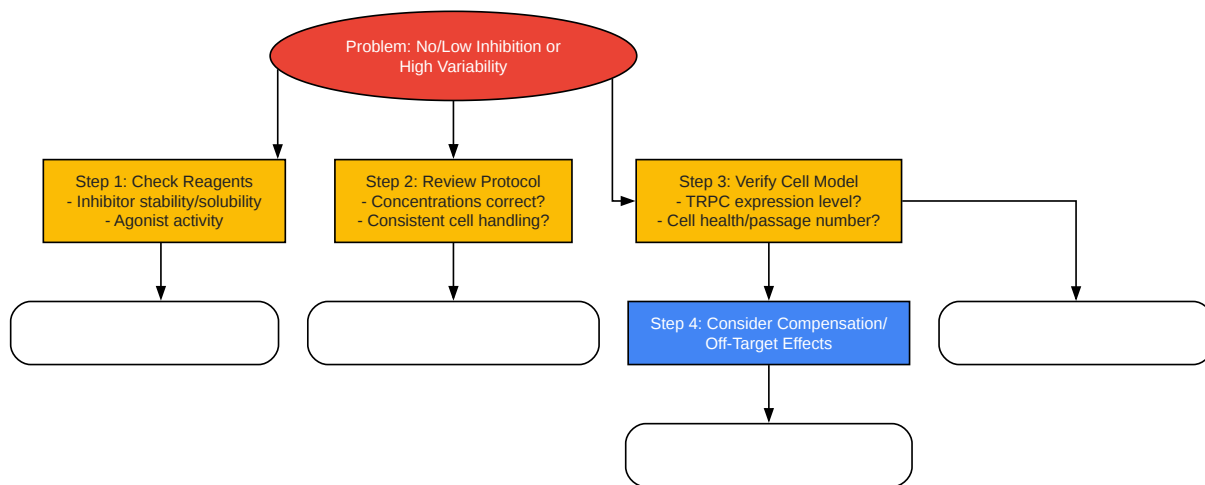 Problem: No/Low Inhibition or
High Variability
Step 1: Check Reagents
- Inhibitor stability/solubility
- Agonist activity
Step 2: Review Protocol
- Concentrations correct?
- Consistent cell handling?
Step 3: Verify Cell Model
- TRPC expression level?
- Cell health/passage number?
Step 4: Consider Compensation/
Off-Target Effects